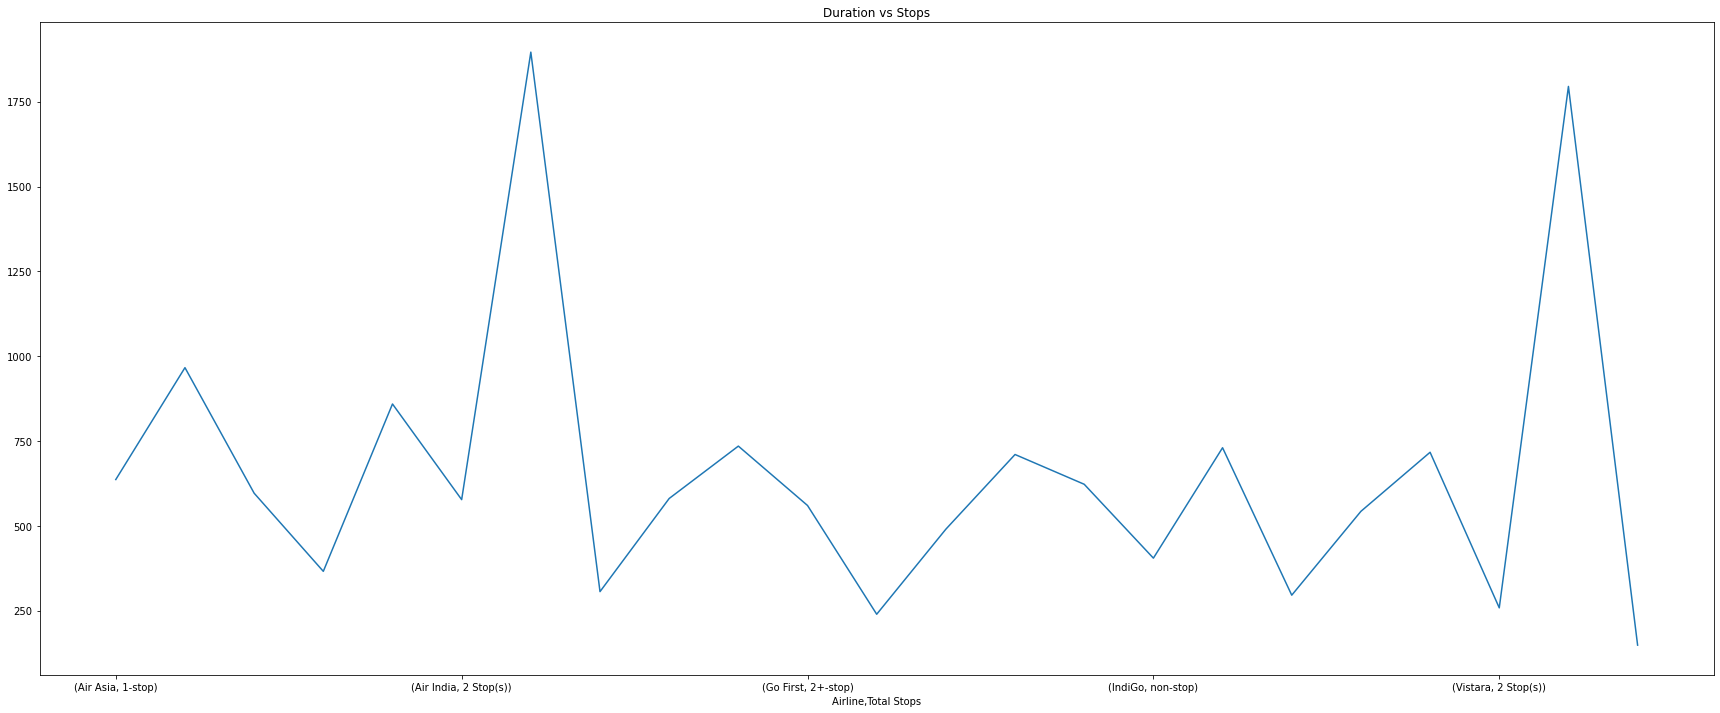 Duration vs Stops
1750
1500
1250
1000
750
500
250
(Air Asia, 1-stop) (Air India, 2 Stop(s)) (Go First, 2+-stop) (IndiGo, non-stop) (Vistara, 2 Stop(s))
Airline,Total Stops